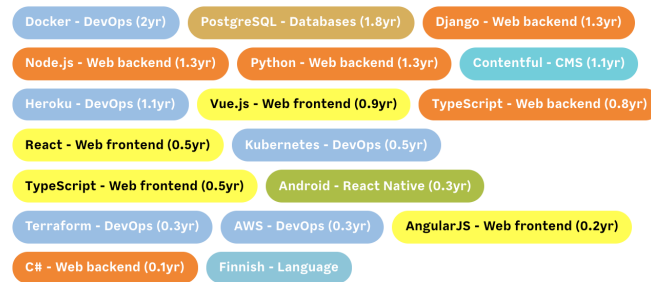 Docker - DevOps (2yr) PostgreSQL - Databases (1.8yr) Django - Web backend (1.3yr)
Node.js - Web backend (1.3yr) Python - Web backend (1.3yr) Contentful - CMS (1.1yr)
Heroku - DevOps (1.1yr) Vue.js - Web frontend (0.9yr) TypeScript - Web backend (0.8yr)
React - Web frontend (0.5yr) Kubernetes - DevOps (0.5yr)
TypeScript - Web frontend (0.5yr) Android - React Native (0.3yr)
Terraform - DevOps (0.3yr) AWS - DevOps (0.3yr) AngularJS - Web frontend (0.2yr)
C# - Web backend (0.1yr) Finnish - Language